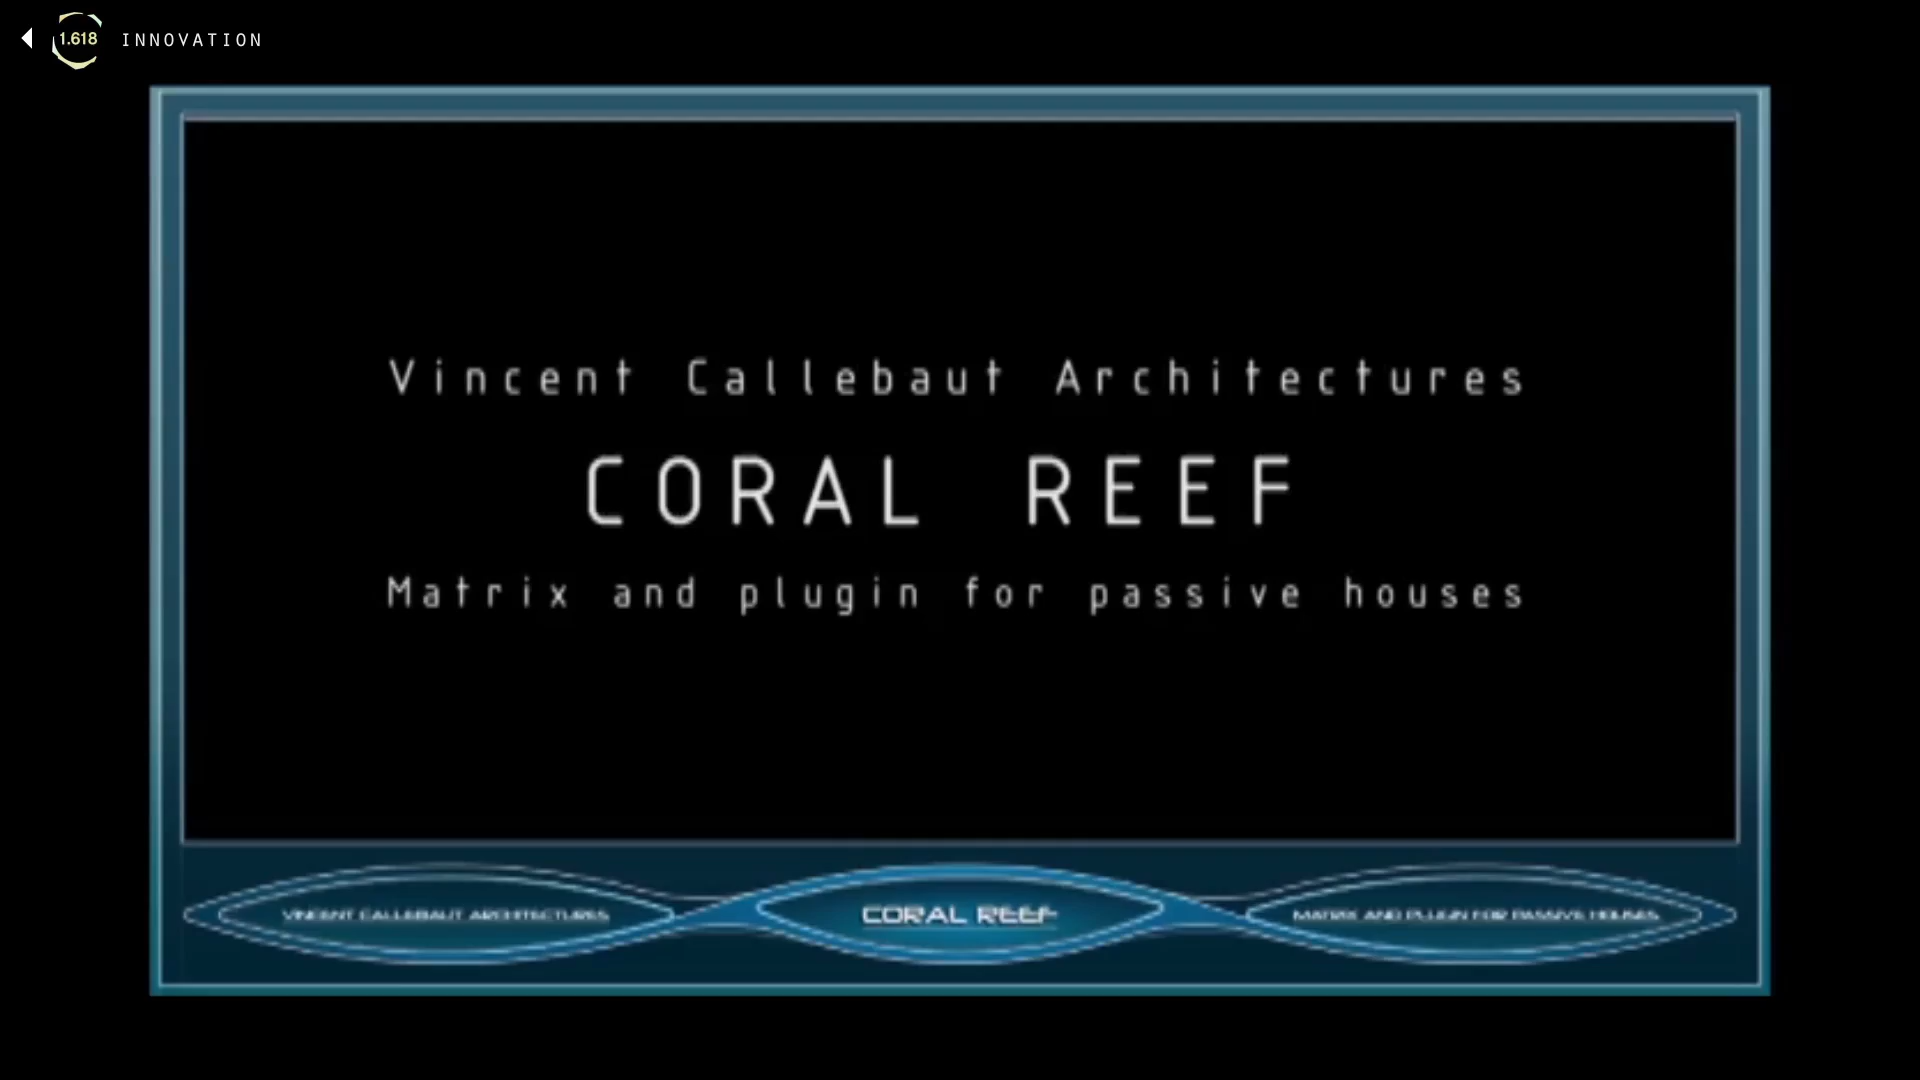 1.618 INNOVATION
Vincent Callebaut Architectures
CORAL REEF
Matrix and plugin for passive houses
VINCENT CALLEBAUT ARCHITECTURES
CORAL REEF
MATRIX AND PLUGIN FOR PASSIVE HOUSES